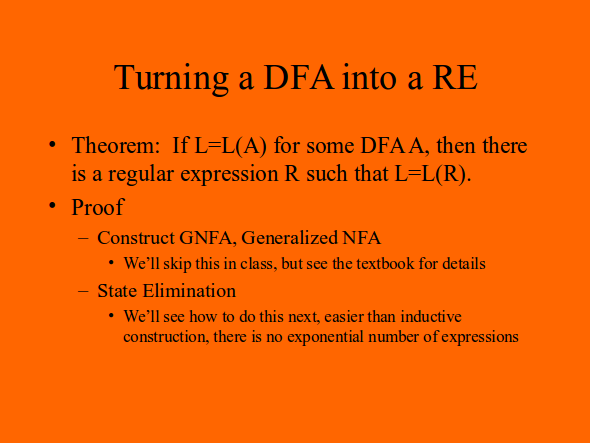 Turning a DFA into a RE
• Theorem:  If L=L(A) for some DFA A, then there
is a regular expression R such that L=L(R).
• Proof
– Construct GNFA, Generalized NFA
• We'll skip this in class, but see the textbook for details
– State Elimination
• We'll see how to do this next, easier than inductive
construction, there is no exponential number of expressions